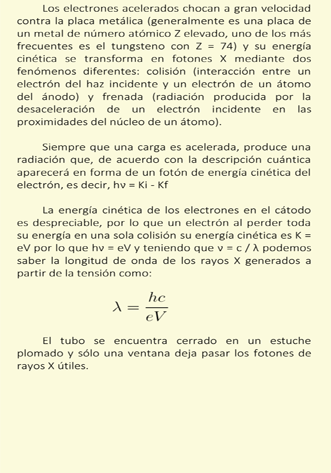 Los electrones acelerados chocan a gran velocidad
contra la placa metálica (generalmente es una placa de
un metal de número atómico Z elevado, uno de los más
frecuentes es el tungsteno con Z = 74) y su energía
cinética se transforma en fotones X mediante dos
fenómenos diferentes: colisión (interacción entre un
electrón del haz incidente y un electrón de un átomo
del ánodo) y frenada (radiación producida por la
desaceleración de un electrón incidente en las
proximidades del núcleo de un átomo).
Siempre que una carga es acelerada, produce una
radiación que, de acuerdo con la descripción cuántica
aparecerá en forma de un fotón de energía cinética del
electrón, es decir, hν = Ki - Kf
La energía cinética de los electrones en el cátodo
es despreciable, por lo que un electrón al perder toda
su energía en una sola colisión su energía cinética es K =
eV por lo que hν = eV y teniendo que ν = c / λ podemos
saber la longitud de onda de los rayos X generados a
partir de la tensión como:
λ = hc / eV
El tubo se encuentra cerrado en un estuche
plomado y sólo una ventana deja pasar los fotones de
rayos X útiles.